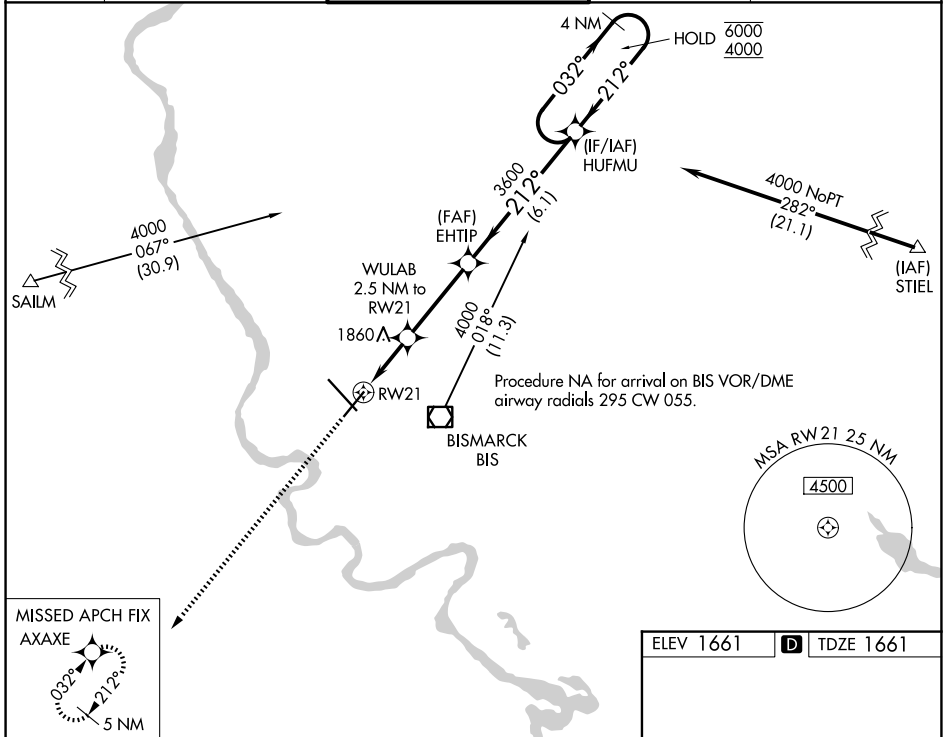 4 NM
HOLD 6000
4000
032°
212°
(IF/IAF)
HUFMU
3600
212°
(6.1)
4000 NoPT
282°
(21.1)
(IAF)
STIEL
(FAF)
EHTIP
4000
067°
(30.9)
SAILM
WULAB
2.5 NM to
RW21
1860
4000
018°
(11.3)
RW21
Procedure NA for arrival on BIS VOR/DME
airway radials 295 CW 055.
BISMARCK
BIS
MSA RW21 25 NM
4500
MISSED APCH FIX
AXAXE
032°
212°
5 NM
ELEV 1661 D TDZE 1661